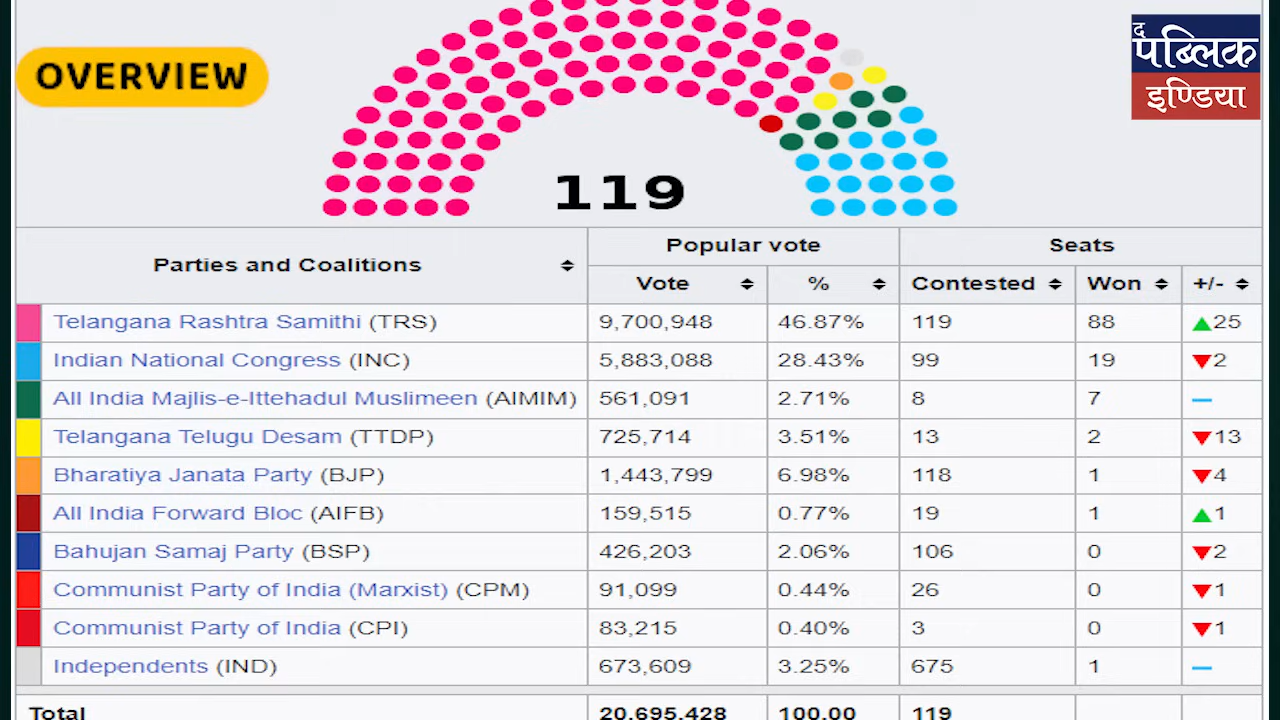 OVERVIEW
द पब्लिक
इण्डिया
119
Parties and Coalitions Popular vote Seats
Vote % Contested Won +/-
Telangana Rashtra Samithi (TRS) 9,700,948 46.87% 119 88 25
Indian National Congress (INC) 5,883,088 28.43% 99 19 2
All India Majlis-e-Ittehadul Muslimeen (AIMIM) 561,091 2.71% 8 7 –
Telangana Telugu Desam (TTDP) 725,714 3.51% 13 2 13
Bharatiya Janata Party (BJP) 1,443,799 6.98% 118 1 4
All India Forward Bloc (AIFB) 159,515 0.77% 19 1 1
Bahujan Samaj Party (BSP) 426,203 2.06% 106 0 2
Communist Party of India (Marxist) (CPM) 91,099 0.44% 26 0 1
Communist Party of India (CPI) 83,215 0.40% 3 0 1
Independents (IND) 673,609 3.25% 675 1 –
Total 20,695,428 100.00 119